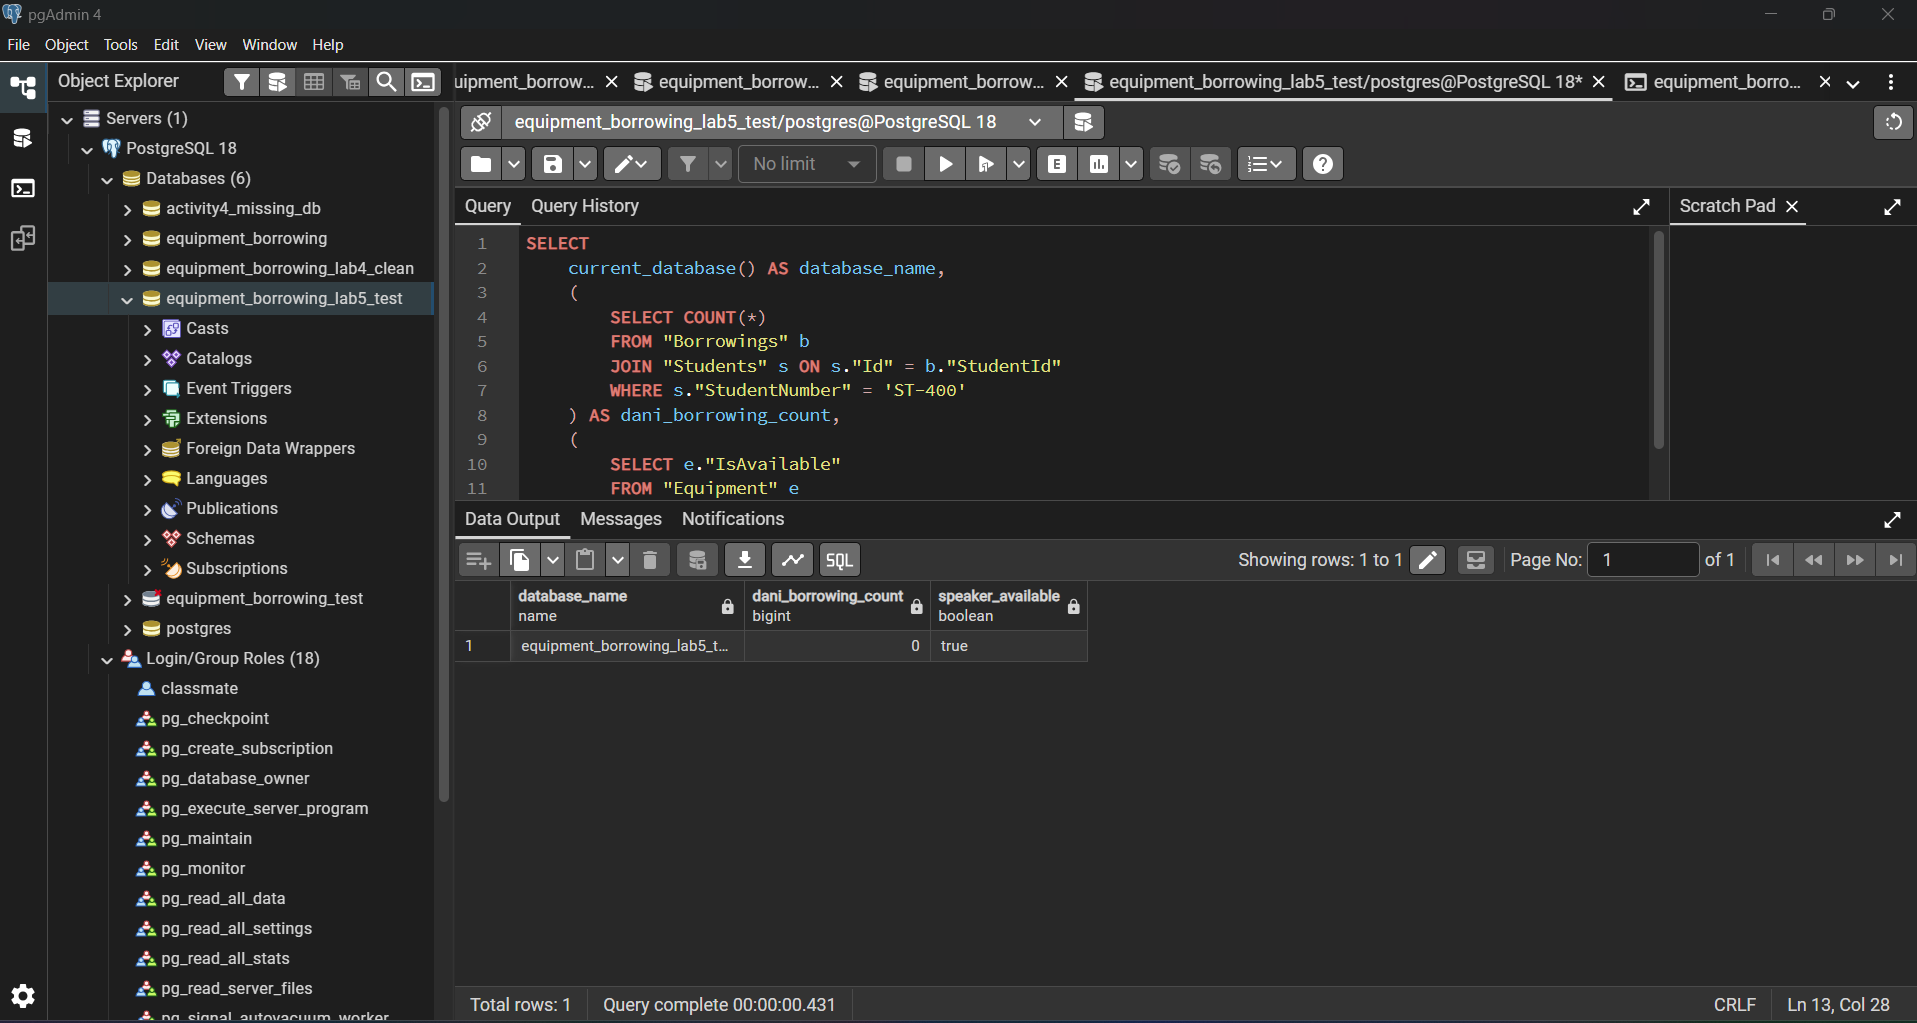 pgAdmin 4
File Object Tools Edit View Window Help
Object Explorer
uipment_borrow...
equipment_borrow...
equipment_borrow...
equipment_borrowing_lab5_test/postgres@PostgreSQL 18*
equipment_borro...
Servers (1)
PostgreSQL 18
Databases (6)
activity4_missing_db
equipment_borrowing
equipment_borrowing_lab4_clean
equipment_borrowing_lab5_test
Casts
Catalogs
Event Triggers
Extensions
Foreign Data Wrappers
Languages
Publications
Schemas
Subscriptions
equipment_borrowing_test
postgres
Login/Group Roles (18)
classmate
pg_checkpoint
pg_create_subscription
pg_database_owner
pg_execute_server_program
pg_maintain
pg_monitor
pg_read_all_data
pg_read_all_settings
pg_read_all_stats
pg_read_server_files
pg_signal_autovacuum_worker
equipment_borrowing_lab5_test/postgres@PostgreSQL 18
No limit
E
Query Query History
Scratch Pad
1 SELECT
2 current_database() AS database_name,
3 (
4 SELECT COUNT(*)
5 FROM "Borrowings" b
6 JOIN "Students" s ON s."Id" = b."StudentId"
7 WHERE s."StudentNumber" = 'ST-400'
8 ) AS dani_borrowing_count,
9 (
10 SELECT e."IsAvailable"
11 FROM "Equipment" e
Data Output Messages Notifications
SQL
Showing rows: 1 to 1
Page No: 1 of 1
database_name dani_borrowing_count speaker_available
name bigint boolean
1 equipment_borrowing_lab5_t... 0 true
Total rows: 1 Query complete 00:00:00.431
CRLF Ln 13, Col 28